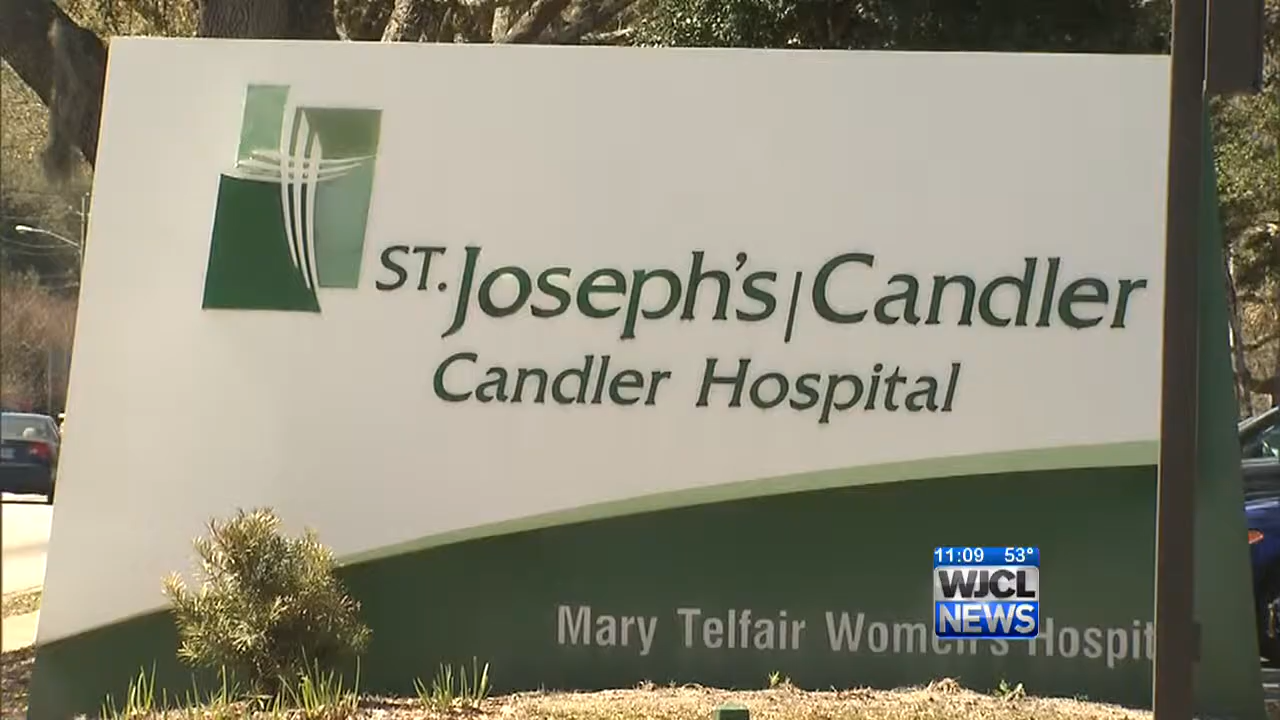 ST. Joseph's/Candler
Candler Hospital
11:09 53°
WJCL
NEWS
Mary Telfair Women's Hospit